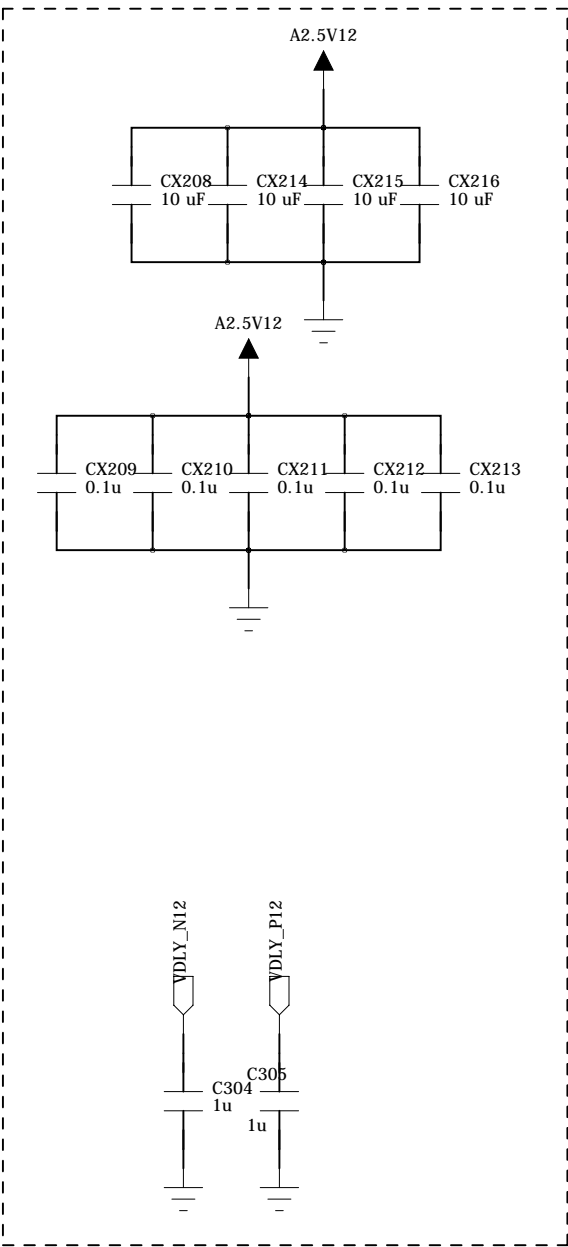 A2.5V12
CX208 CX214 CX215 CX216
10 uF 10 uF 10 uF 10 uF
A2.5V12
CX209 CX210 CX211 CX212 CX213
0.1u 0.1u 0.1u 0.1u 0.1u
VDLY_N12
VDLY_P12
C304
1u
C305
1u